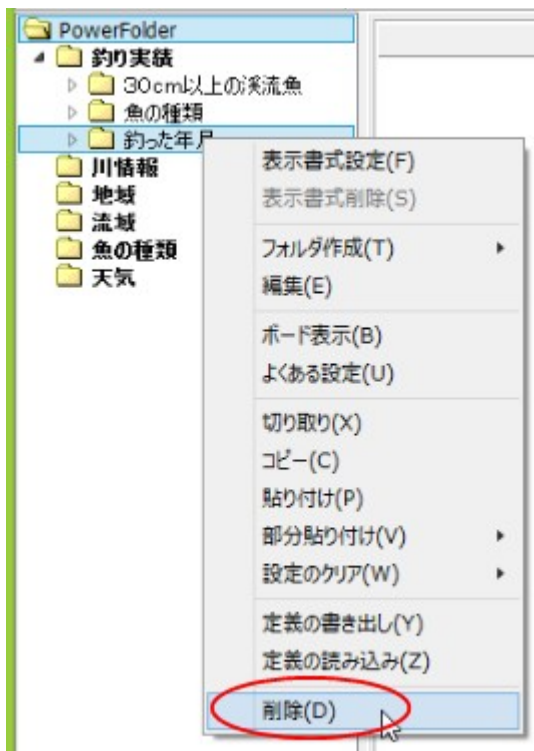 PowerFolder
釣り実績
30cm以上の渓流魚
魚の種類
釣った年月
川情報
地域
流域
魚の種類
天気
表示書式設定(F)
表示書式削除(S)
フォルダ作成(T)
編集(E)
ボード表示(B)
よくある設定(U)
切り取り(X)
コピー(C)
貼り付け(P)
部分貼り付け(V)
設定のクリア(W)
定義の書き出し(Y)
定義の読み込み(Z)
削除(D)